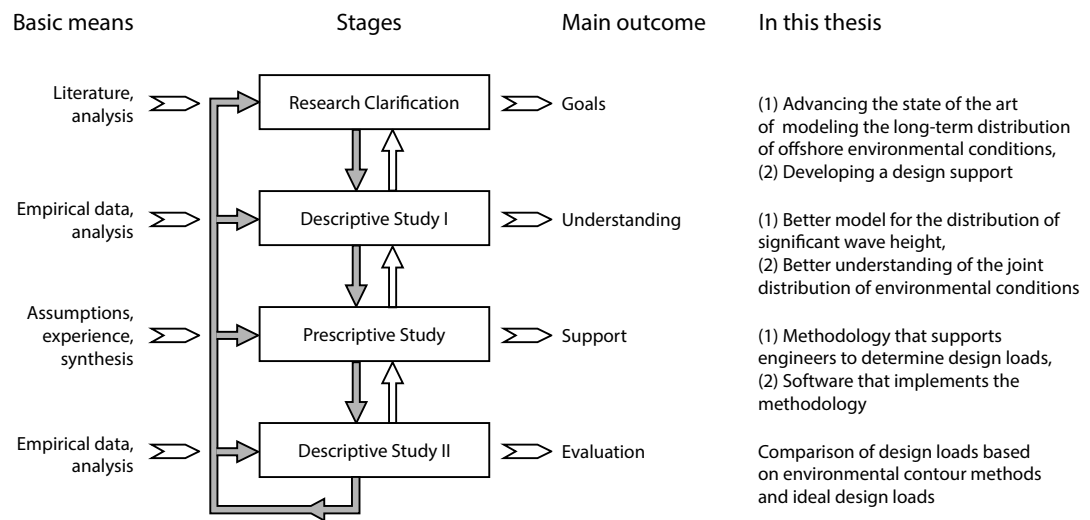 Basic means
Stages
Main outcome
In this thesis
Literature,
analysis
Research Clarification
Goals
(1) Advancing the state of the art
of modeling the long-term distribution
of offshore environmental conditions,
(2) Developing a design support
Empirical data,
analysis
Descriptive Study I
Understanding
(1) Better model for the distribution of
significant wave height,
(2) Better understanding of the joint
distribution of environmental conditions
Assumptions,
experience,
synthesis
Prescriptive Study
Support
(1) Methodology that supports
engineers to determine design loads,
(2) Software that implements the
methodology
Empirical data,
analysis
Descriptive Study II
Evaluation
Comparison of design loads based
on environmental contour methods
and ideal design loads